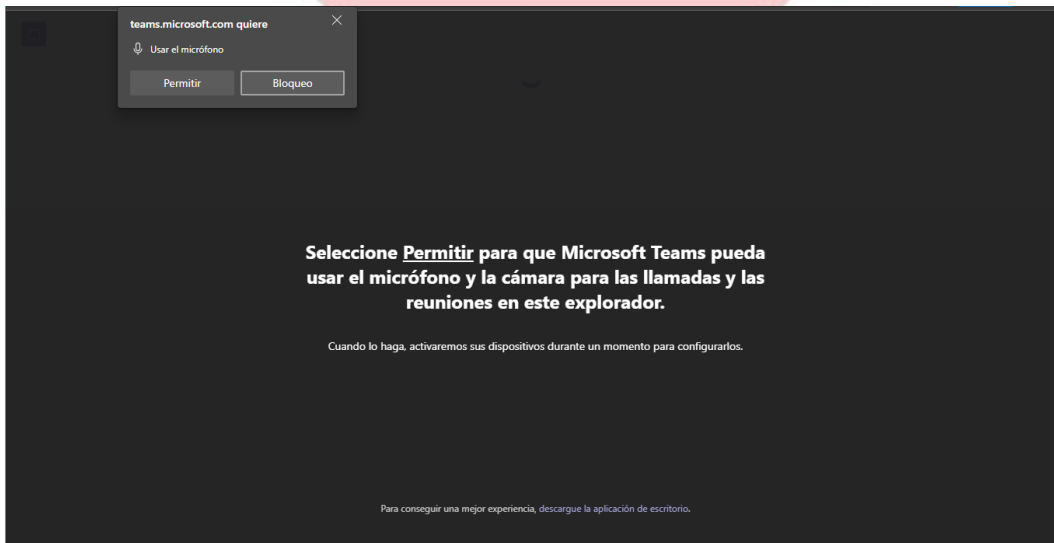 teams.microsoft.com quiere
Usar el micrófono
Permitir Bloqueo
Seleccione Permitir para que Microsoft Teams pueda
usar el micrófono y la cámara para las llamadas y las
reuniones en este explorador.
Cuando lo haga, activaremos sus dispositivos durante un momento para configurarlos.
Para conseguir una mejor experiencia, descargue la aplicación de escritorio.